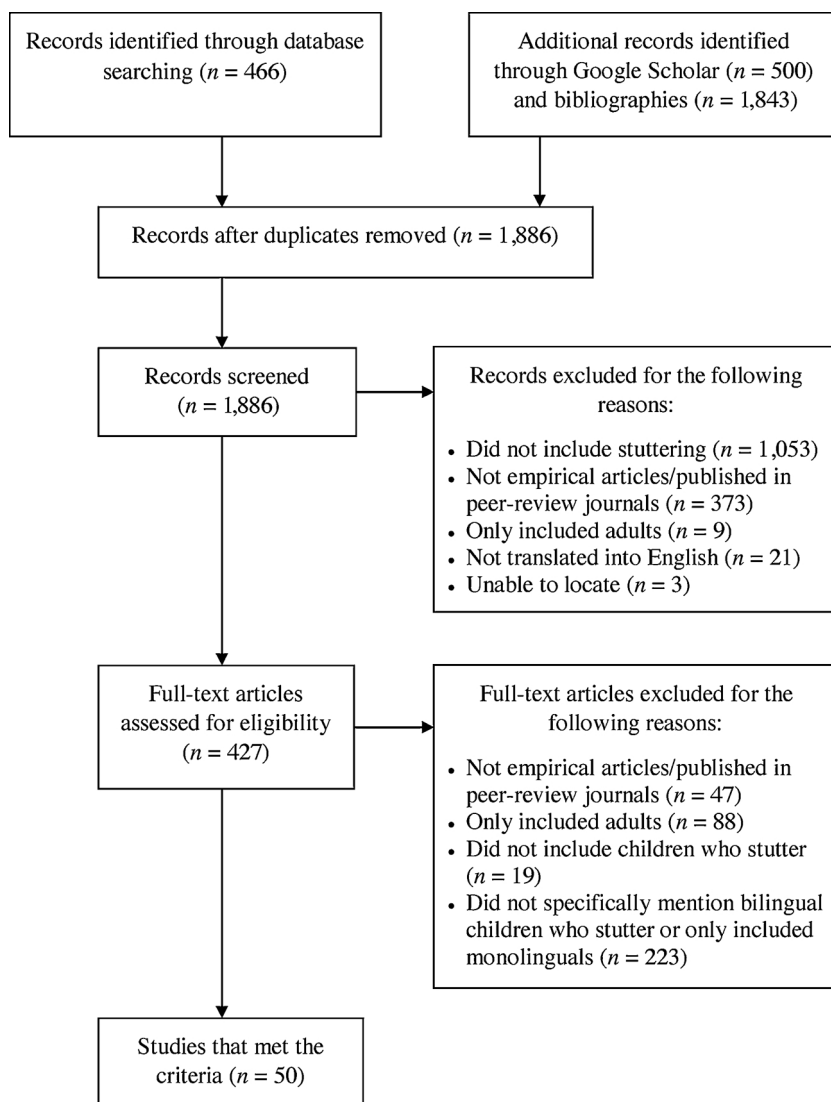 Records identified through database
searching (n = 466)
Additional records identified
through Google Scholar (n = 500)
and bibliographies (n = 1,843)
Records after duplicates removed (n = 1,886)
Records screened
(n = 1,886)
Records excluded for the following
reasons:
• Did not include stuttering (n = 1,053)
• Not empirical articles/published in
peer-review journals (n = 373)
• Only included adults (n = 9)
• Not translated into English (n = 21)
• Unable to locate (n = 3)
Full-text articles
assessed for eligibility
(n = 427)
Full-text articles excluded for the
following reasons:
• Not empirical articles/published in
peer-review journals (n = 47)
• Only included adults (n = 88)
• Did not include children who stutter
(n = 19)
• Did not specifically mention bilingual
children who stutter or only included
monolinguals (n = 223)
Studies that met the
criteria (n = 50)